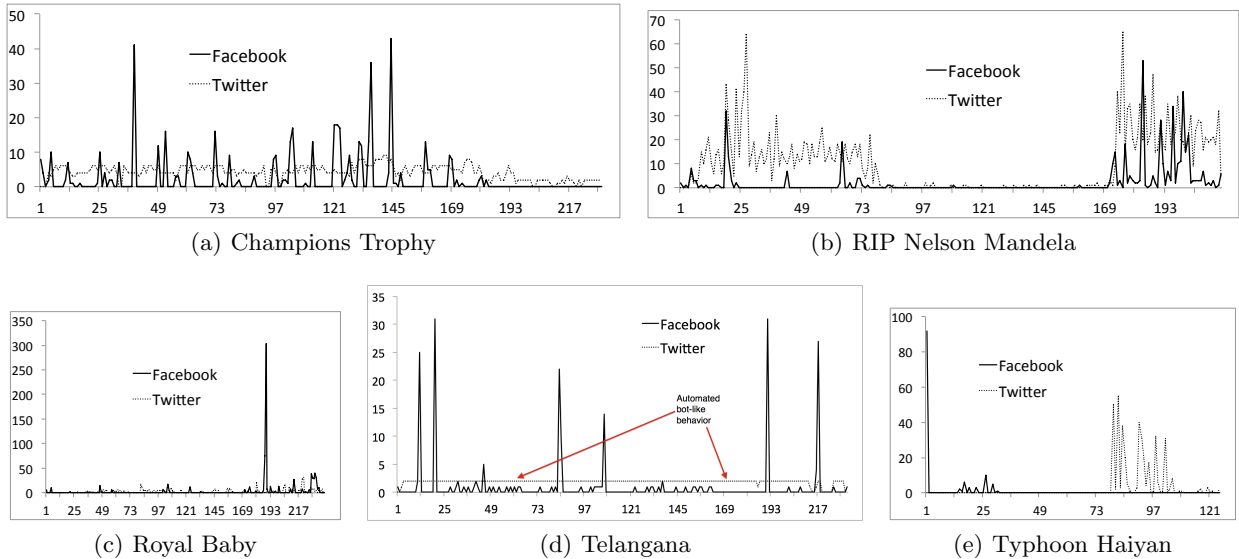 50
40
30
20
10
0
Facebook
Twitter
1 25 49 73 97 121 145 169 193 217
(a) Champions Trophy
70
60
50
40
30
20
10
0
Facebook
Twitter
1 25 49 73 97 121 145 169 193
(b) RIP Nelson Mandela
350
300
250
200
150
100
50
0
Facebook
Twitter
1 25 49 73 97 121 145 169 193 217
(c) Royal Baby
35
30
25
20
15
10
5
0
Facebook
Twitter
Automated
bot-like
behavior
1 25 49 73 97 121 145 169 193 217
(d) Telangana
100
80
60
40
20
0
Facebook
Twitter
1 25 49 73 97 121
(e) Typhoon Haiyan